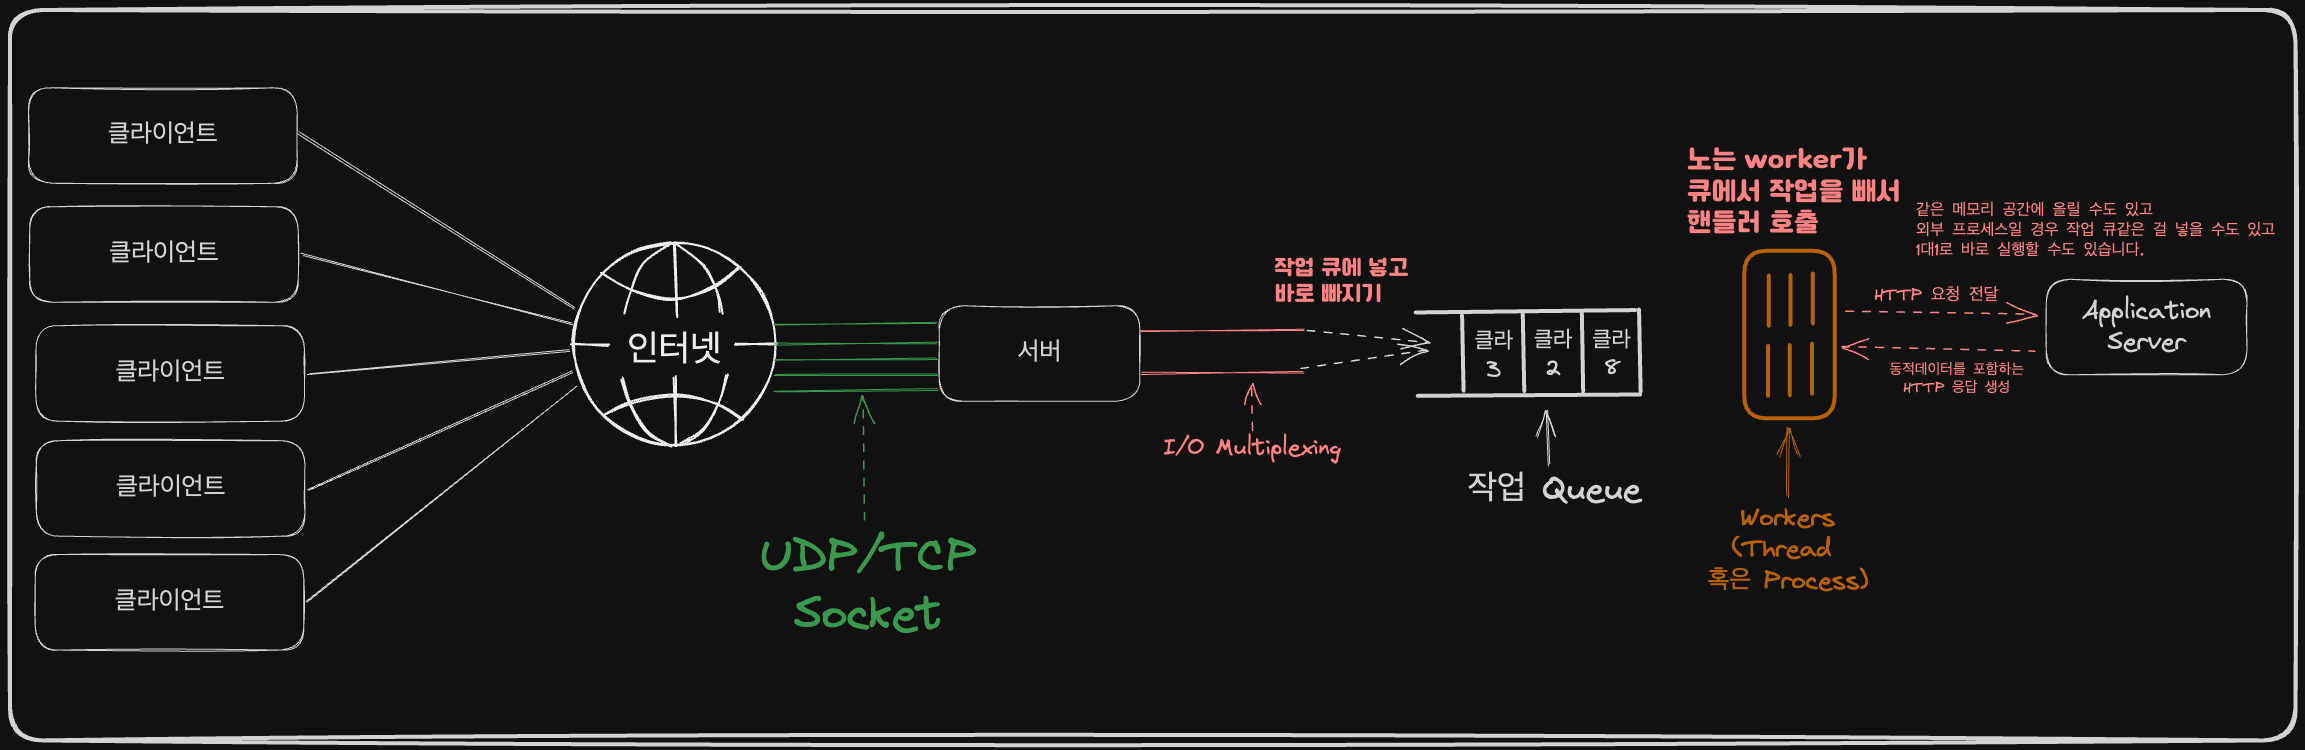 클라이언트
클라이언트
클라이언트
클라이언트
클라이언트
인터넷
UDP/TCP
Socket
서버
I/O Multiplexing
작업 큐에 넣고
바로 빠지기
클라
3
클라
2
클라
8
작업 Queue
노는 worker가
큐에서 작업을 빼서
핸들러 호출
Workers
(Thread
혹은 Process)
같은 메모리 공간에 올릴 수도 있고
외부 프로세스일 경우 작업 큐같은 걸 넣을 수도 있고
1대1로 바로 실행할 수도 있습니다.
HTTP 요청 전달
동적데이터를 포함하는
HTTP 응답 생성
Application
Server